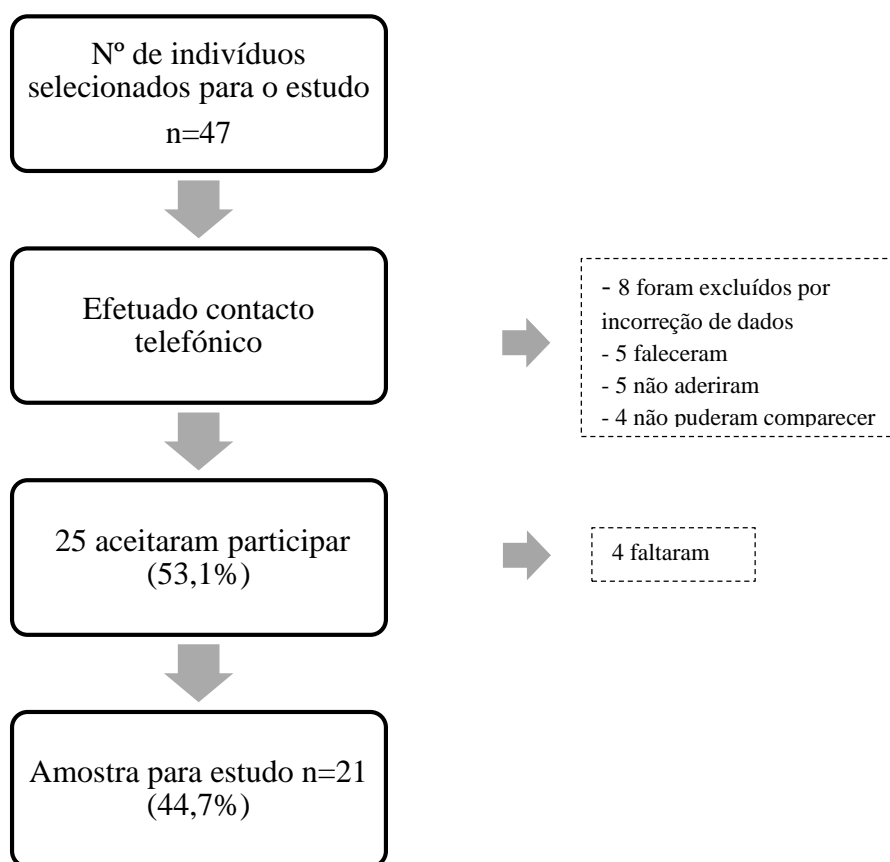 Nº de indivíduos
selecionados para o estudo
n=47
Efetuado contacto
telefónico
- 8 foram excluídos por
incorreção de dados
- 5 faleceram
- 5 não aderiram
- 4 não puderam comparecer
25 aceitaram participar
(53,1%)
4 faltaram
Amostra para estudo n=21
(44,7%)